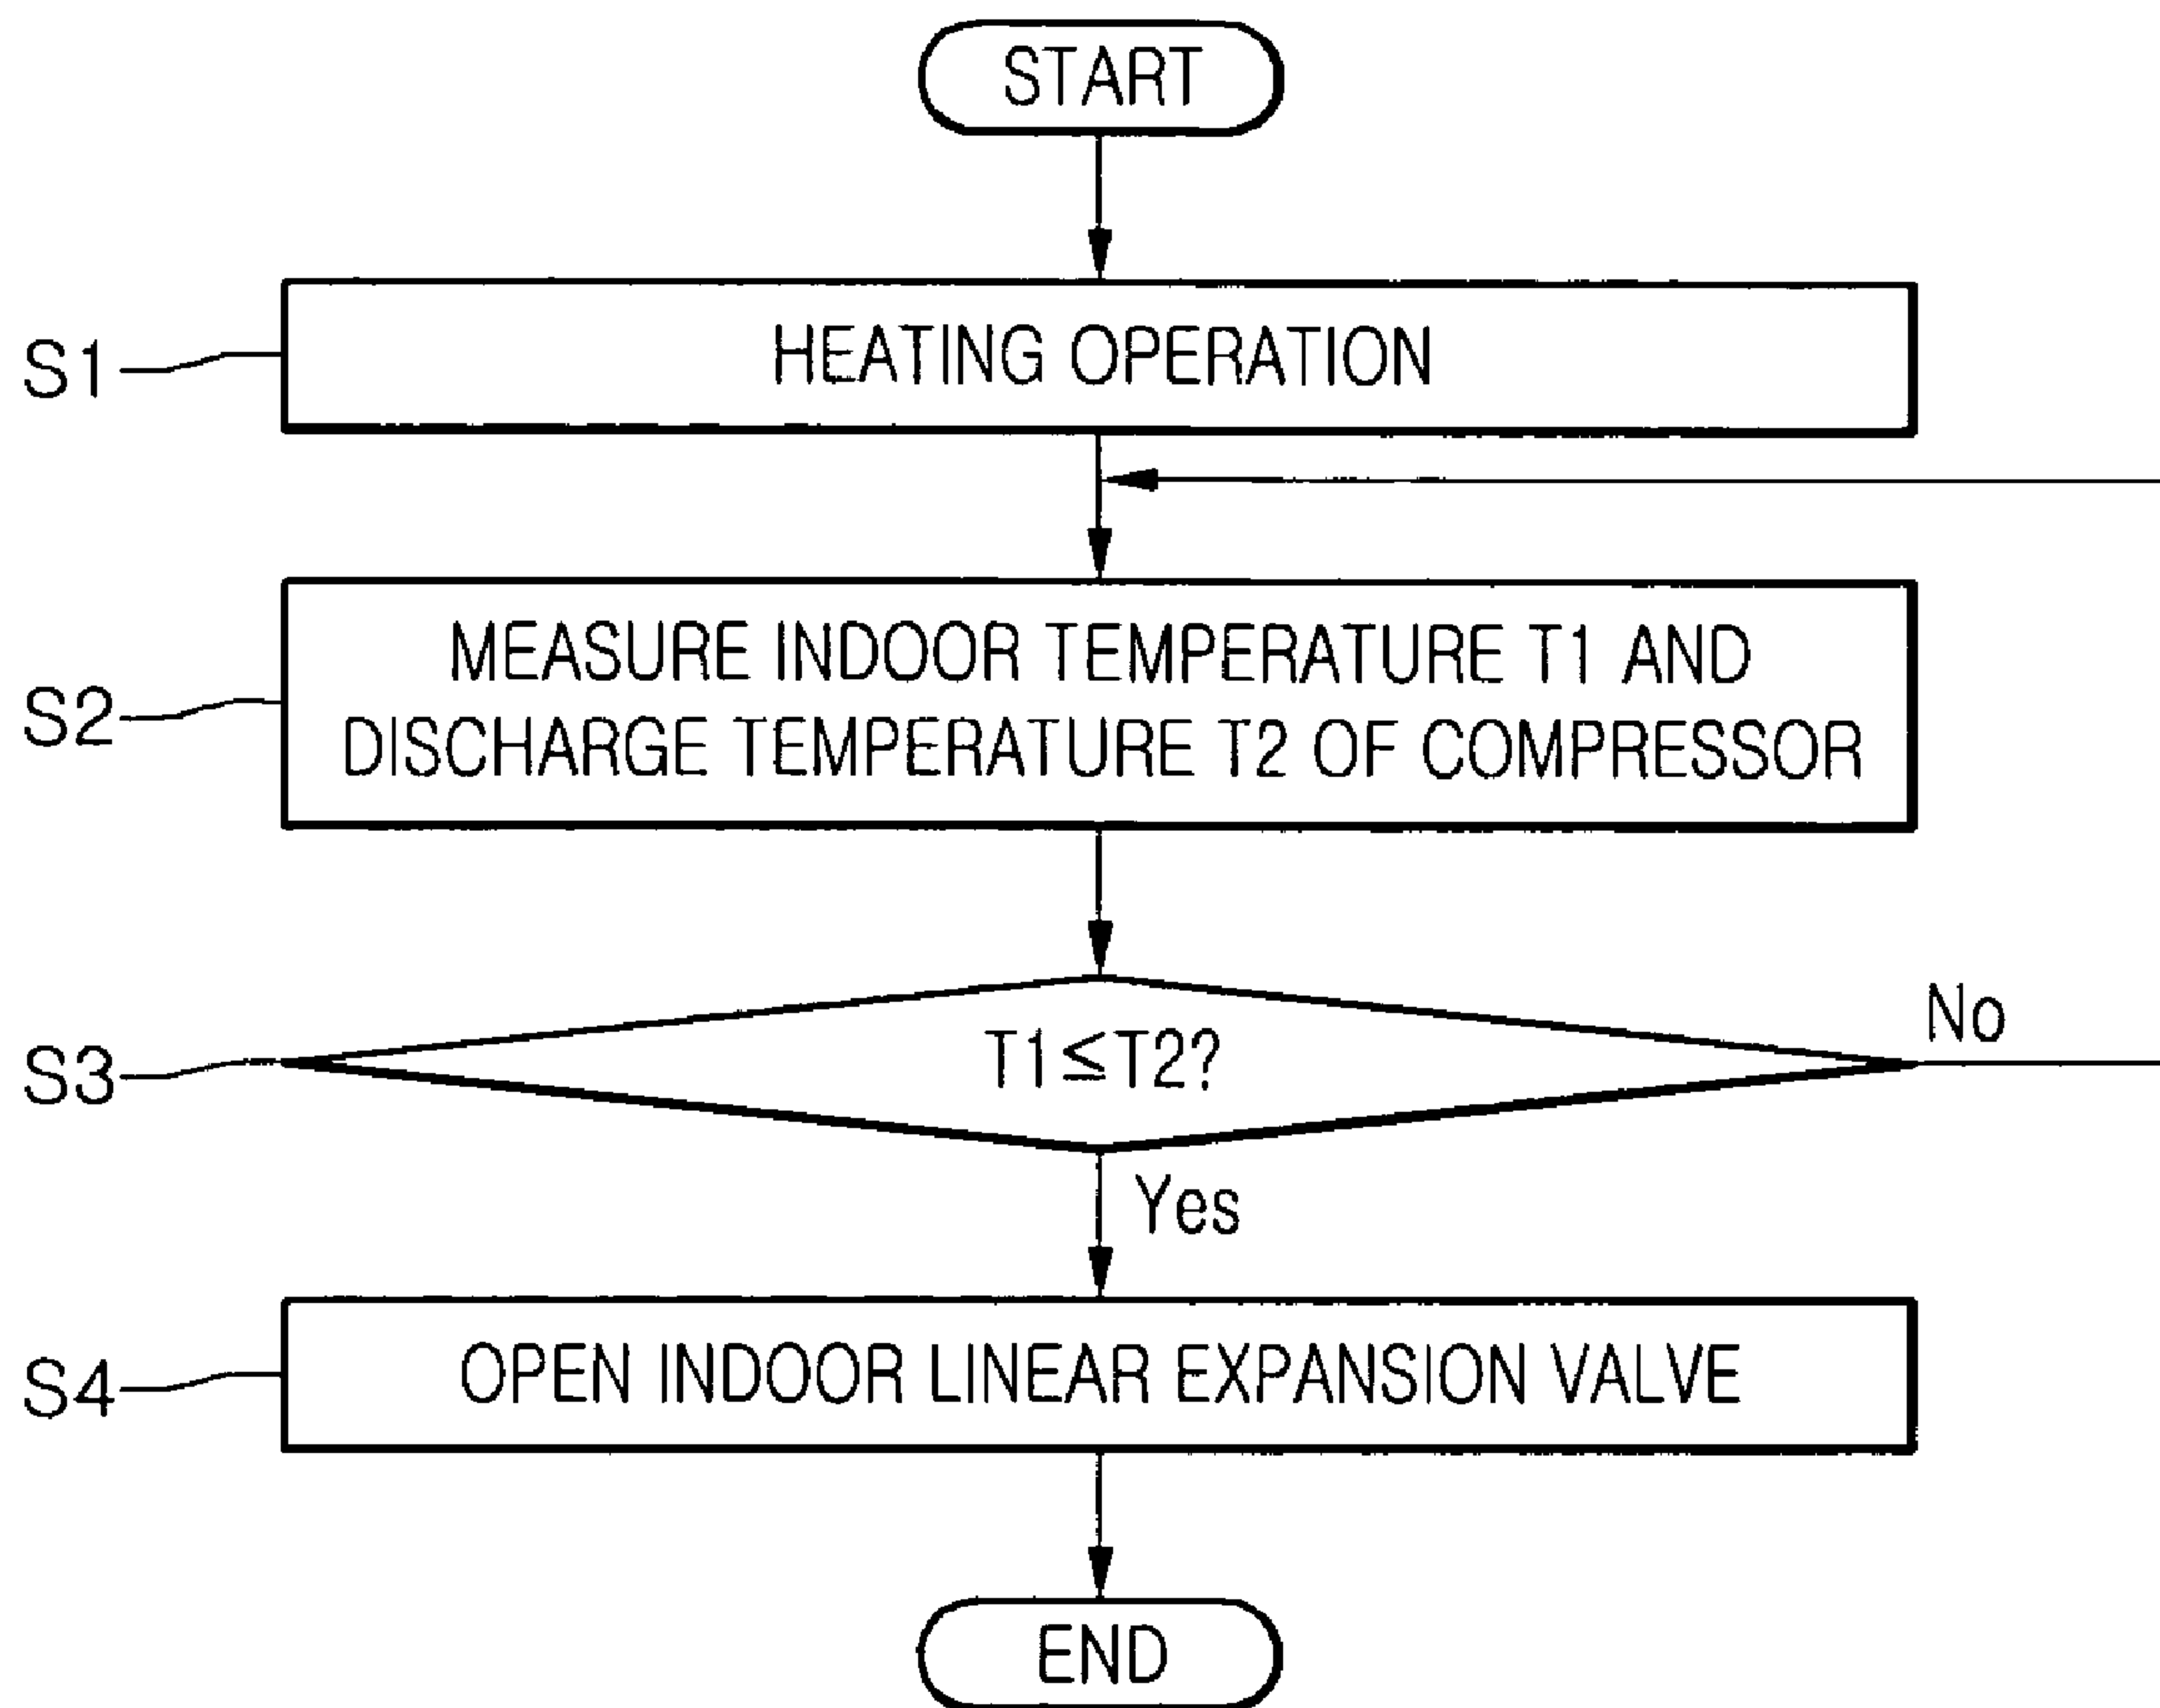 START
S1
HEATING OPERATION
S2
MEASURE INDOOR TEMPERATURE T1 AND
DISCHARGE TEMPERATURE T2 OF COMPRESSOR
S3
T1≤T2?
No
Yes
S4
OPEN INDOOR LINEAR EXPANSION VALVE
END